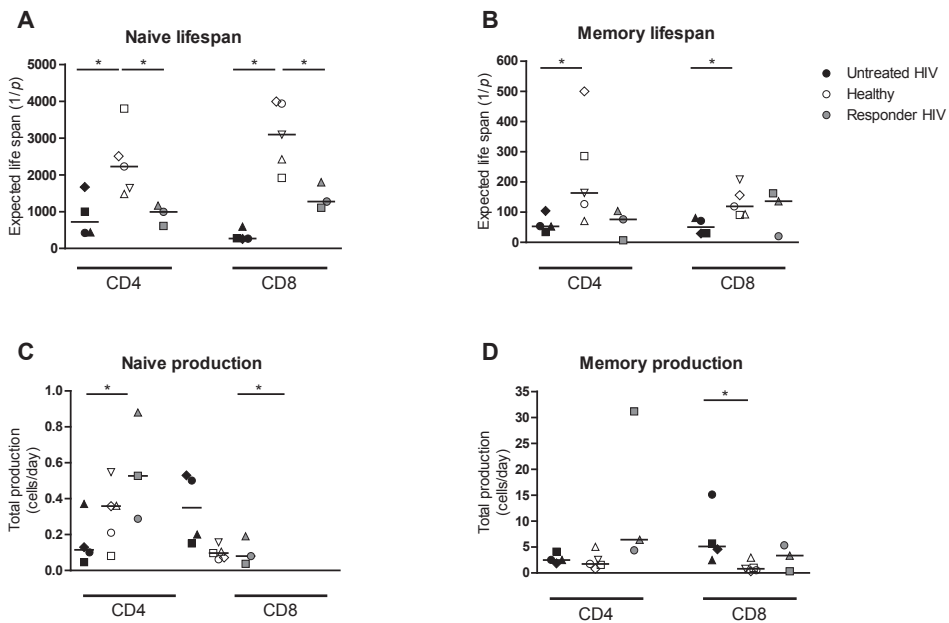 A
Naive lifespan
Expected life span (1/p)
5000
4000
3000
2000
1000
0
* * * *
CD4 CD8
B
Memory lifespan
Expected life span (1/p)
600
500
400
300
200
100
0
* *
CD4 CD8
Untreated HIV
Healthy
Responder HIV
C
Naive production
Total production
(cells/day)
1.0
0.8
0.6
0.4
0.2
0.0
* *
CD4 CD8
D
Memory production
Total production
(cells/day)
35
30
25
20
15
10
5
0
*
CD4 CD8